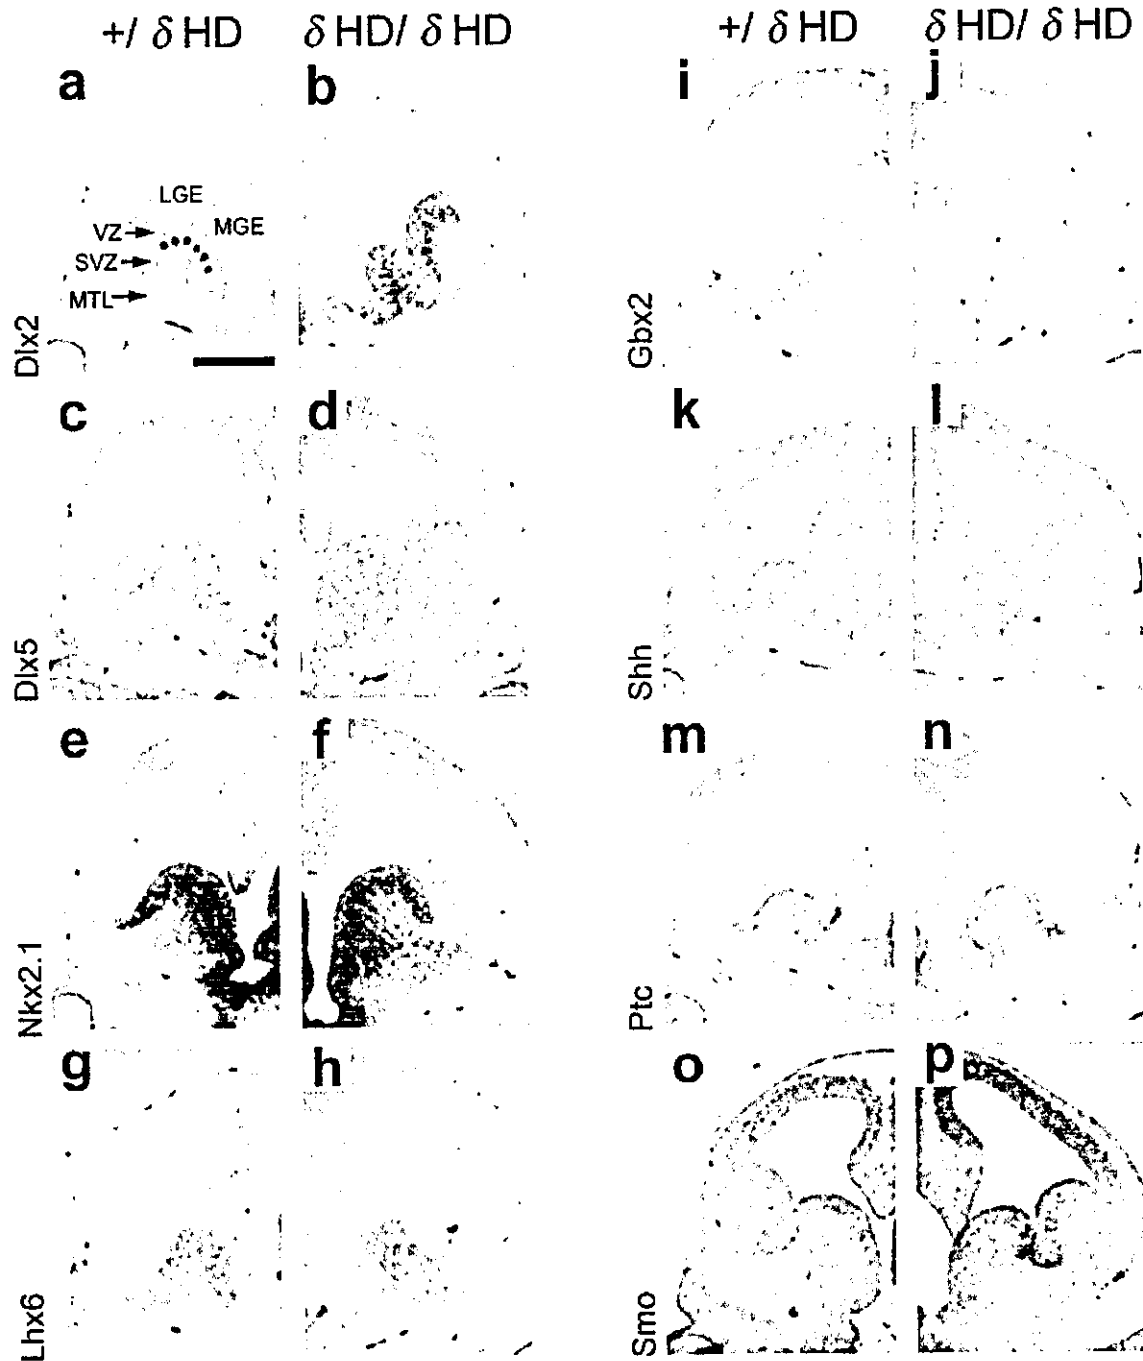 +/ δ HD
δ HD/ δ HD
+/ δ HD
δ HD/ δ HD
a
b
i
j
LGE
MGE
VZ
SVZ
MTL
Dlx2
Gbx2
c
d
k
l
Dlx5
Shh
e
f
m
n
Nkx2.1
Ptc
g
h
o
p
Lhx6
Smo